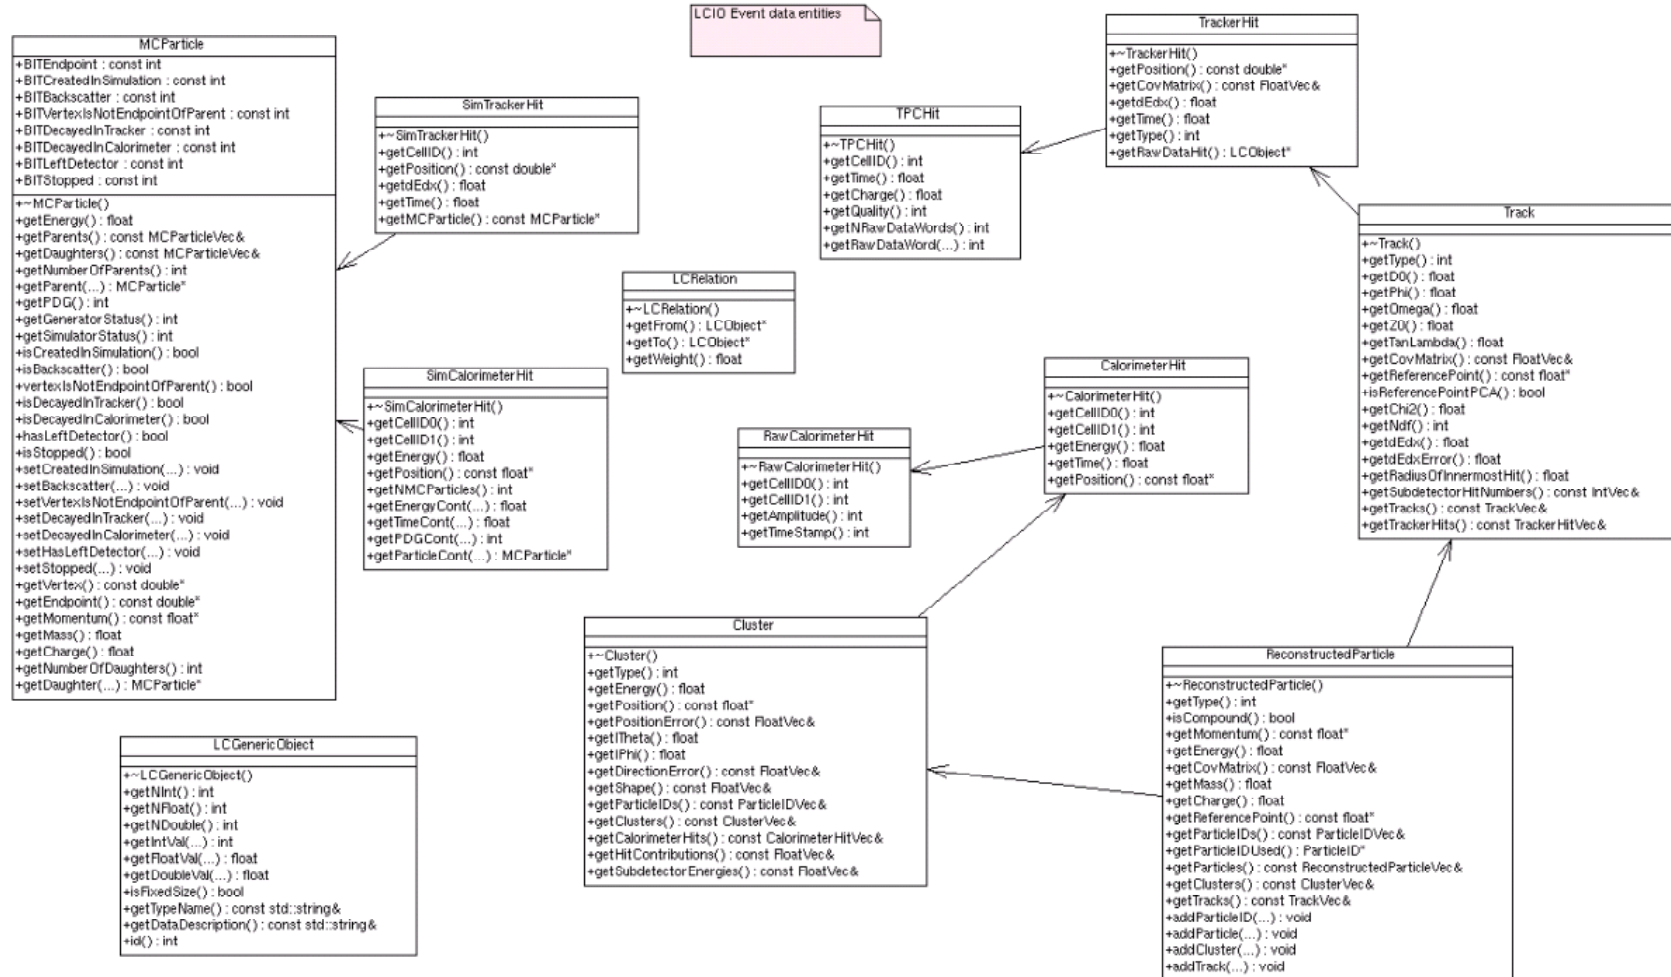 LCIO Event data entities
MCParticle
+BITEndpoint : const int
+BITCreatedInSimulation : const int
+BITBackscatter : const int
+BITVertexIsNotEndpointOfParent : const int
+BITDecayedInTracker : const int
+BITDecayedInCalorimeter : const int
+BITLeftDetector : const int
+BITStopped : const int
+~MCParticle()
+getEnergy() : float
+getParents() : const MCParticleVec&
+getDaughters() : const MCParticleVec&
+getNumberOfParents() : int
+getParent(...) : MCParticle*
+getPDG() : int
+getGeneratorStatus() : int
+getSimulatorStatus() : int
+isCreatedInSimulation() : bool
+isBackscatter() : bool
+vertexIsNotEndpointOfParent() : bool
+isDecayedInTracker() : bool
+isDecayedInCalorimeter() : bool
+hasLeftDetector() : bool
+isStopped() : bool
+setCreatedInSimulation(...) : void
+setBackscatter(...) : void
+setVertexIsNotEndpointOfParent(...) : void
+setDecayedInTracker(...) : void
+setDecayedInCalorimeter(...) : void
+setHasLeftDetector(...) : void
+setStopped(...) : void
+getVertex() : const double*
+getEndpoint() : const double*
+getMomentum() : const float*
+getMass() : float
+getCharge() : float
+getNumberOfDaughters() : int
+getDaughter(...) : MCParticle*
SimTrackerHit
+~SimTrackerHit()
+getCellID() : int
+getPosition() : const double*
+getdEdx() : float
+getTime() : float
+getMCParticle() : const MCParticle*
TPCHit
+~TPCHit()
+getCellID() : int
+getTime() : float
+getCharge() : float
+getQuality() : int
+getNRawDataWords() : int
+getRawDataWord(...) : int
TrackerHit
+~TrackerHit()
+getPosition() : const double*
+getCovMatrix() : const FloatVec&
+getdEdx() : float
+getTime() : float
+getType() : int
+getRawDataHit() : LCObject*
Track
+~Track()
+getType() : int
+getD0() : float
+getPhi() : float
+getOmega() : float
+getZ0() : float
+getTanLambda() : float
+getCovMatrix() : const FloatVec&
+getReferencePoint() : const float*
+isReferencePointPCA() : bool
+getChi2() : float
+getNdf() : int
+getdEdx() : float
+getdEdxError() : float
+getRadiusOfInnermostHit() : float
+getSubdetectorHitNumbers() : const IntVec&
+getTracks() : const TrackVec&
+getTrackerHits() : const TrackerHitVec&
LCRelation
+~LCRelation()
+getFrom() : LCObject*
+getTo() : LCObject*
+getWeight() : float
SimCalorimeterHit
+~SimCalorimeterHit()
+getCellID0() : int
+getCellID1() : int
+getEnergy() : float
+getPosition() : const float*
+getNMCParticles() : int
+getEnergyCont(...) : float
+getTimeCont(...) : float
+getPDGCont(...) : int
+getParticleCont(...) : MCParticle*
CalorimeterHit
+~CalorimeterHit()
+getCellID0() : int
+getCellID1() : int
+getEnergy() : float
+getTime() : float
+getPosition() : const float*
RawCalorimeterHit
+~RawCalorimeterHit()
+getCellID0() : int
+getCellID1() : int
+getAmplitude() : int
+getTimeStamp() : int
Cluster
+~Cluster()
+getType() : int
+getEnergy() : float
+getPosition() : const float*
+getPositionError() : const FloatVec&
+getITheta() : float
+getIPhi() : float
+getDirectionError() : const FloatVec&
+getShape() : const FloatVec&
+getParticleIDs() : const ParticleIDVec&
+getClusters() : const ClusterVec&
+getCalorimeterHits() : const CalorimeterHitVec&
+getHitContributions() : const FloatVec&
+getSubdetectorEnergies() : const FloatVec&
ReconstructedParticle
+~ReconstructedParticle()
+getType() : int
+isCompound() : bool
+getMomentum() : const float*
+getEnergy() : float
+getCovMatrix() : const FloatVec&
+getMass() : float
+getCharge() : float
+getReferencePoint() : const float*
+getParticleIDs() : const ParticleIDVec&
+getParticleIDUsed() : ParticleID*
+getParticles() : const ReconstructedParticleVec&
+getClusters() : const ClusterVec&
+getTracks() : const TrackVec&
+addParticleID(...) : void
+addParticle(...) : void
+addCluster(...) : void
+addTrack(...) : void
LCGenericObject
+~LCGenericObject()
+getNInt() : int
+getNFloat() : int
+getNDouble() : int
+getIntVal(...) : int
+getFloatVal(...) : float
+getDoubleVal(...) : float
+isFixedSize() : bool
+getTypeName() : const std::string&
+getDataDescription() : const std::string&
+id() : int